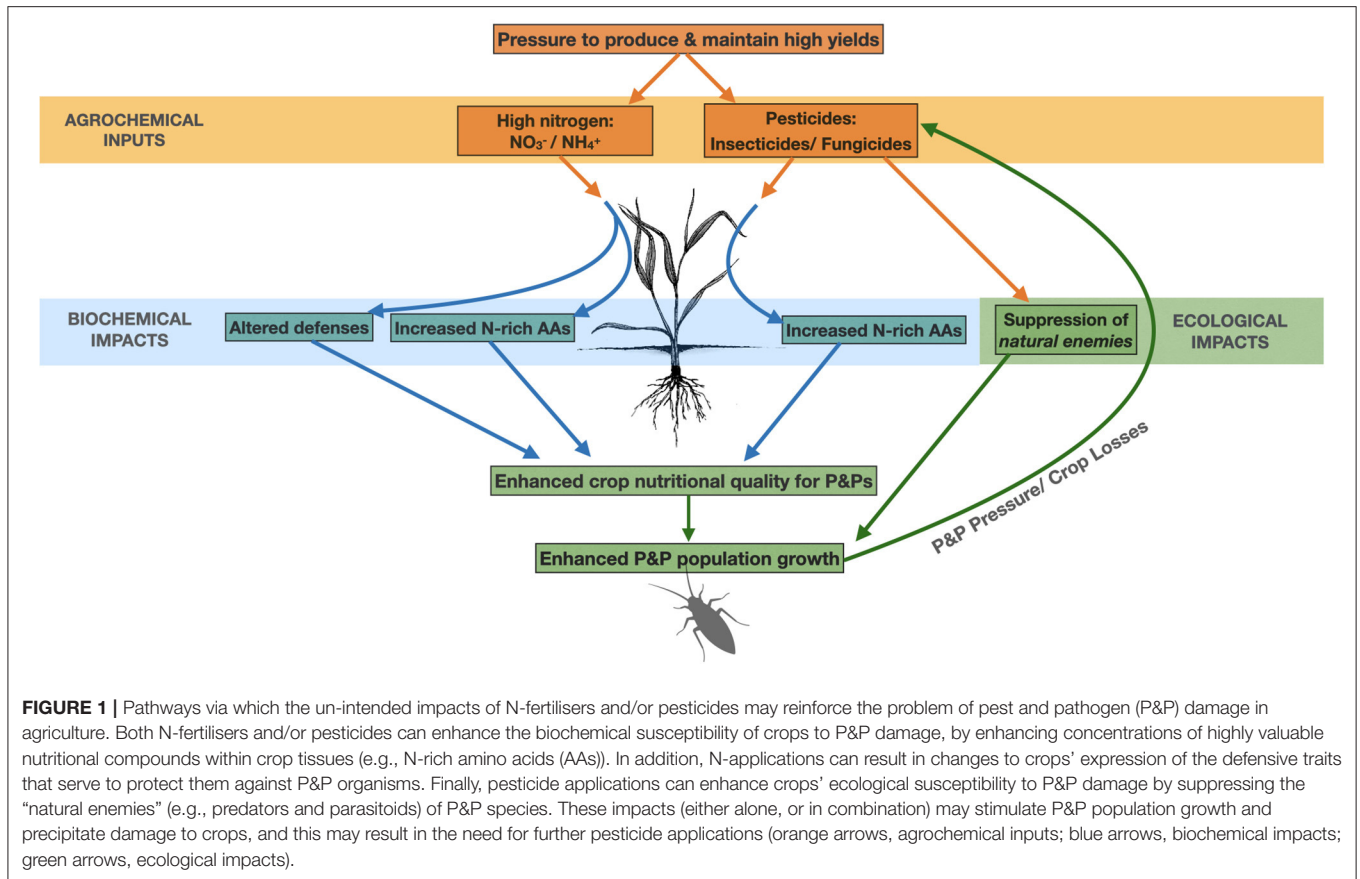 Pressure to produce & maintain high yields
AGROCHEMICAL
INPUTS
High nitrogen:
NO₃⁻ / NH₄⁺
Pesticides:
Insecticides/ Fungicides
BIOCHEMICAL
IMPACTS
Altered defenses
Increased N-rich AAs
Increased N-rich AAs
Suppression of
natural enemies
ECOLOGICAL
IMPACTS
Enhanced crop nutritional quality for P&Ps
Enhanced P&P population growth
P&P Pressure/ Crop Losses
FIGURE 1 | Pathways via which the un-intended impacts of N-fertilisers and/or pesticides may reinforce the problem of pest and pathogen (P&P) damage in
agriculture. Both N-fertilisers and/or pesticides can enhance the biochemical susceptibility of crops to P&P damage, by enhancing concentrations of highly valuable
nutritional compounds within crop tissues (e.g., N-rich amino acids (AAs)). In addition, N-applications can result in changes to crops' expression of the defensive traits
that serve to protect them against P&P organisms. Finally, pesticide applications can enhance crops' ecological susceptibility to P&P damage by suppressing the
"natural enemies" (e.g., predators and parasitoids) of P&P species. These impacts (either alone, or in combination) may stimulate P&P population growth and
precipitate damage to crops, and this may result in the need for further pesticide applications (orange arrows, agrochemical inputs; blue arrows, biochemical impacts;
green arrows, ecological impacts).